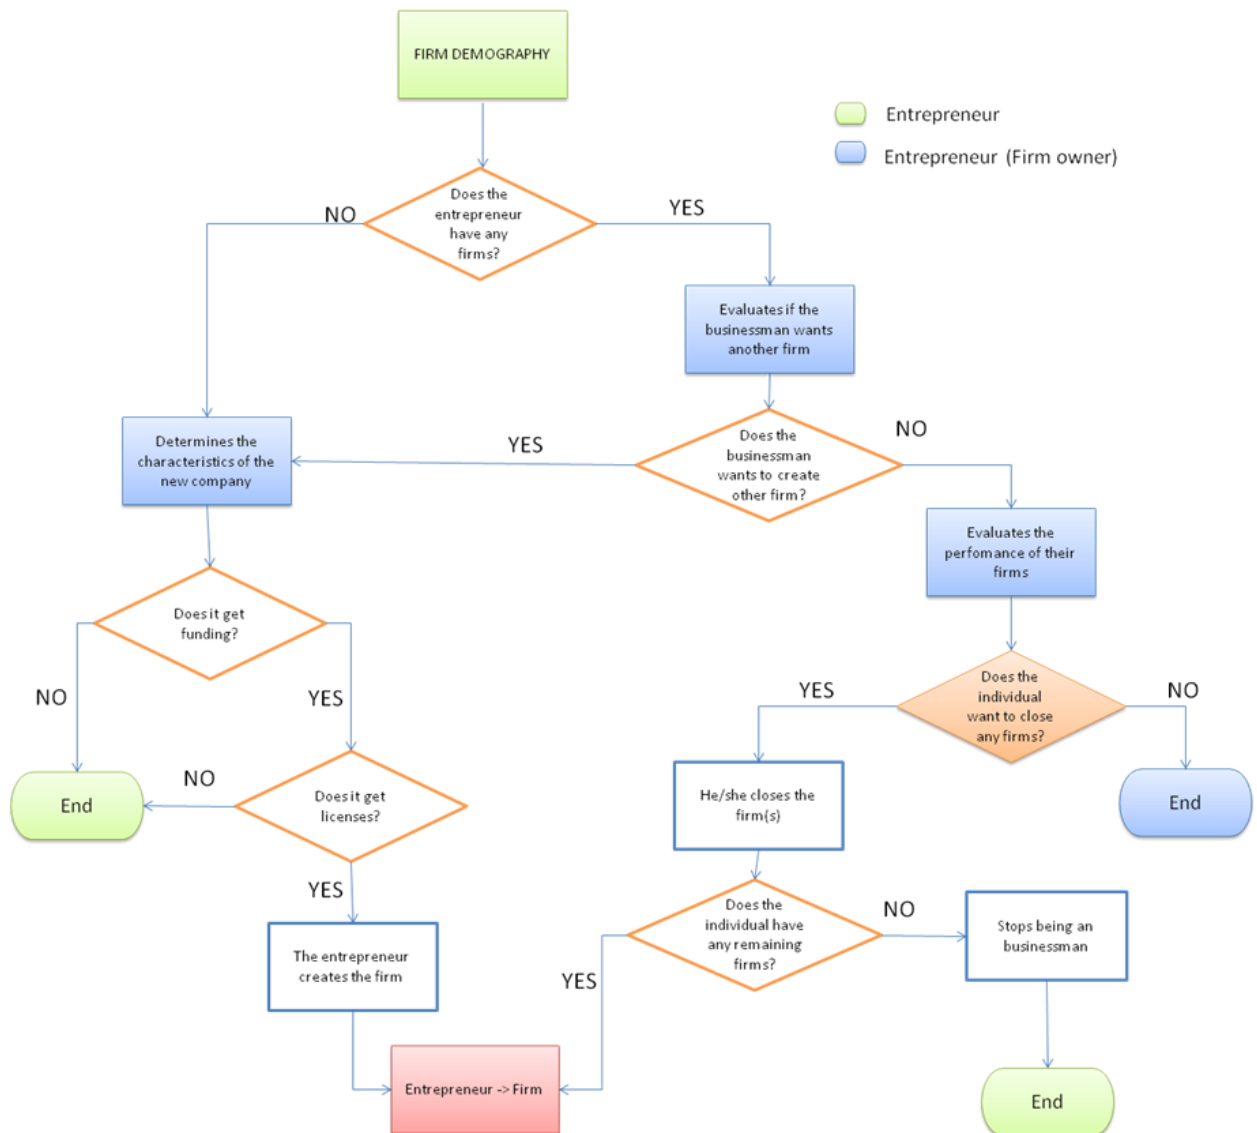 FIRM DEMOGRAPHY
Entrepreneur
Entrepreneur (Firm owner)
Does the
entrepreneur
have any
firms?
NO
YES
Evaluates if the
businessman wants
another firm
Determines the
characteristics of the
new company
YES
Does the
businessman
wants to create
other firm?
NO
Evaluates the
perfomance of their
firms
Does it get
funding?
NO
YES
Does the
individual
want to close
any firms?
YES
NO
End
NO
Does it get
licenses?
He/she closes the
firm(s)
End
YES
Does the
individual have
any remaining
firms?
NO
Stops being an
businessman
The entrepreneur
creates the firm
YES
Entrepreneur -> Firm
End